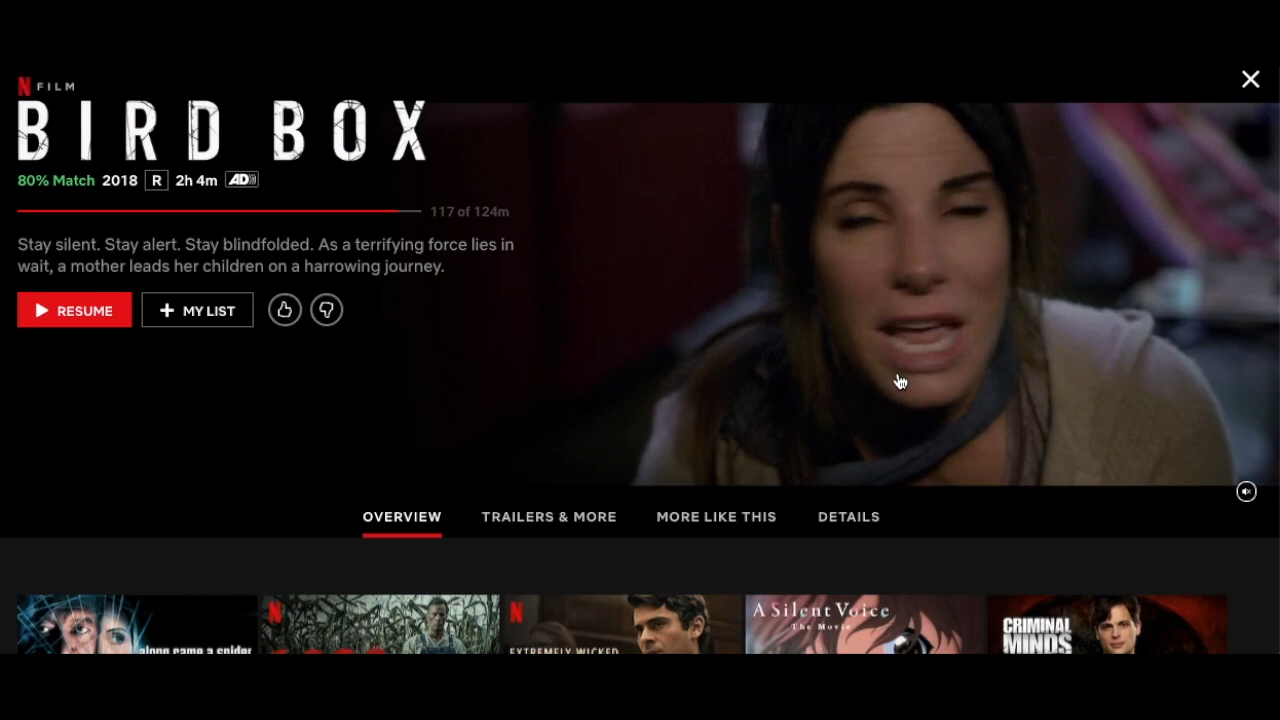 N FILM
BIRD BOX
80% Match 2018 R 2h 4m AD
117 of 124m
Stay silent. Stay alert. Stay blindfolded. As a terrifying force lies in
wait, a mother leads her children on a harrowing journey.
RESUME MY LIST
OVERVIEW TRAILERS & MORE MORE LIKE THIS DETAILS
along came a spider
N
N
EXTREMELY WICKED
A Silent Voice
The Movie
CRIMINAL
MINDS